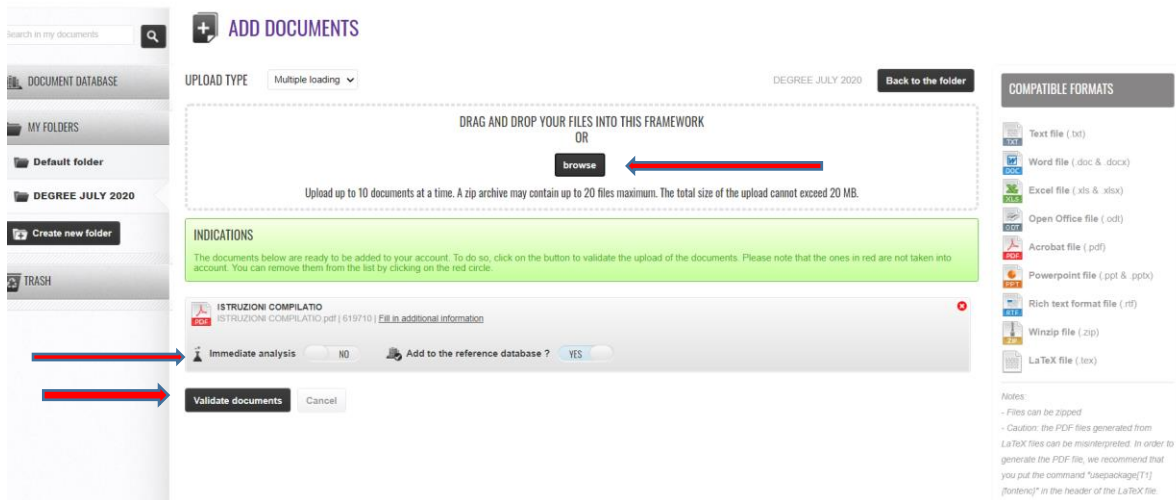 Search in my documents
DOCUMENT DATABASE
MY FOLDERS
Default folder
DEGREE JULY 2020
Create new folder
TRASH
ADD DOCUMENTS
UPLOAD TYPE Multiple loading
DEGREE JULY 2020 Back to the folder
DRAG AND DROP YOUR FILES INTO THIS FRAMEWORK
OR
browse
Upload up to 10 documents at a time. A zip archive may contain up to 20 files maximum. The total size of the upload cannot exceed 20 MB.
INDICATIONS
The documents below are ready to be added to your account. To do so, click on the button to validate the upload of the documents. Please note that the ones in red are not taken into
account. You can remove them from the list by clicking on the red circle.
PDF
ISTRUZIONI COMPILATIO
ISTRUZIONI COMPILATIO.pdf | 619710 | Fill in additional information
Immediate analysis NO Add to the reference database ? YES
Validate documents Cancel
COMPATIBLE FORMATS
TXT Text file (.txt)
DOC Word file (.doc & .docx)
XLS Excel file (.xls & .xlsx)
ODT Open Office file (.odt)
PDF Acrobat file (.pdf)
PPT Powerpoint file (.ppt & .pptx)
RTF Rich text format file (.rtf)
ZIP Winzip file (.zip)
LaTeX file (.tex)
Notes:
- Files can be zipped
- Caution: the PDF files generated from
LaTeX files can be misinterpreted. In order to
generate the PDF file, we recommend that
you put the command "usepackage[T1]
{fontenc}" in the header of the LaTeX file